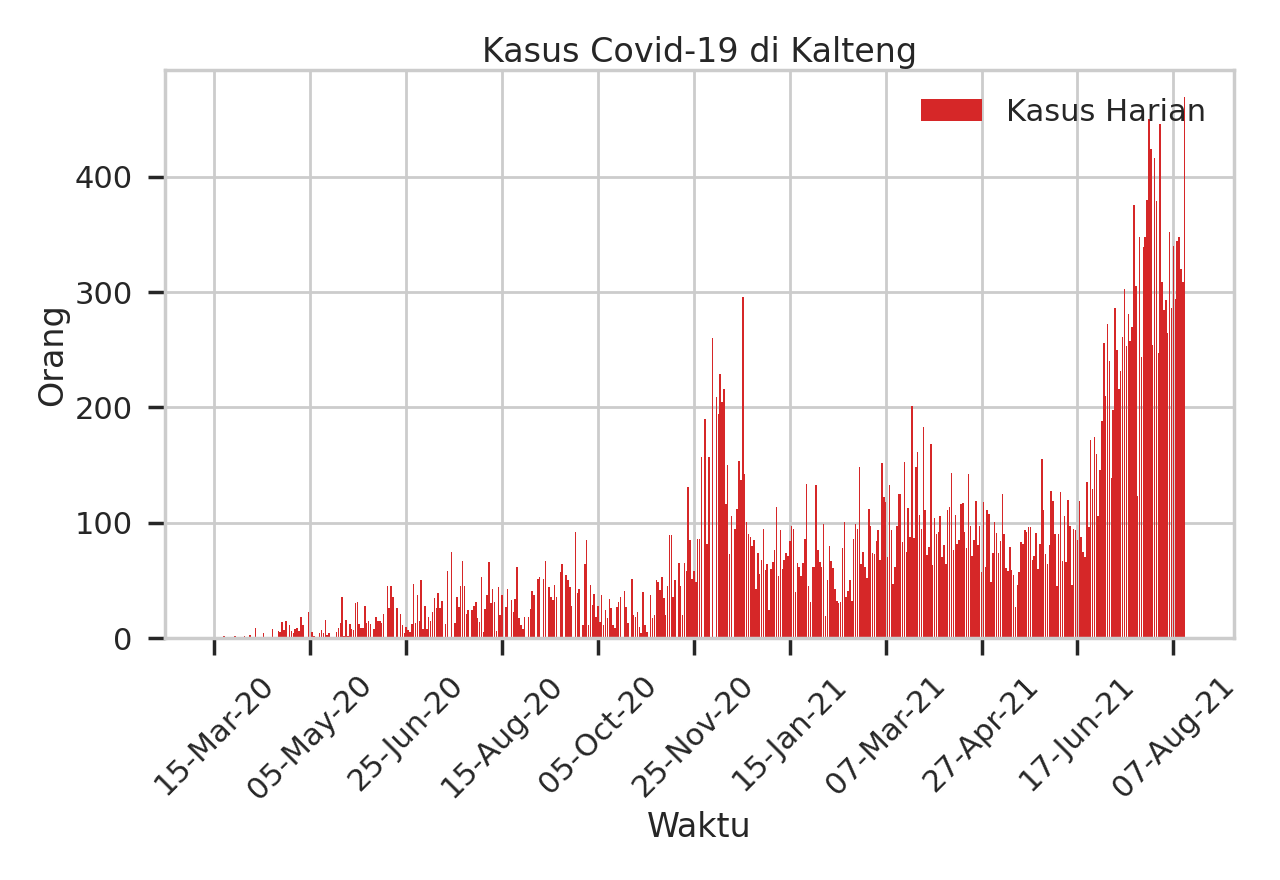 Kasus Covid-19 di Kalteng
Kasus Harian
Orang
400
300
200
100
0
15-Mar-20
05-May-20
25-Jun-20
15-Aug-20
05-Oct-20
25-Nov-20
15-Jan-21
07-Mar-21
27-Apr-21
17-Jun-21
07-Aug-21
Waktu